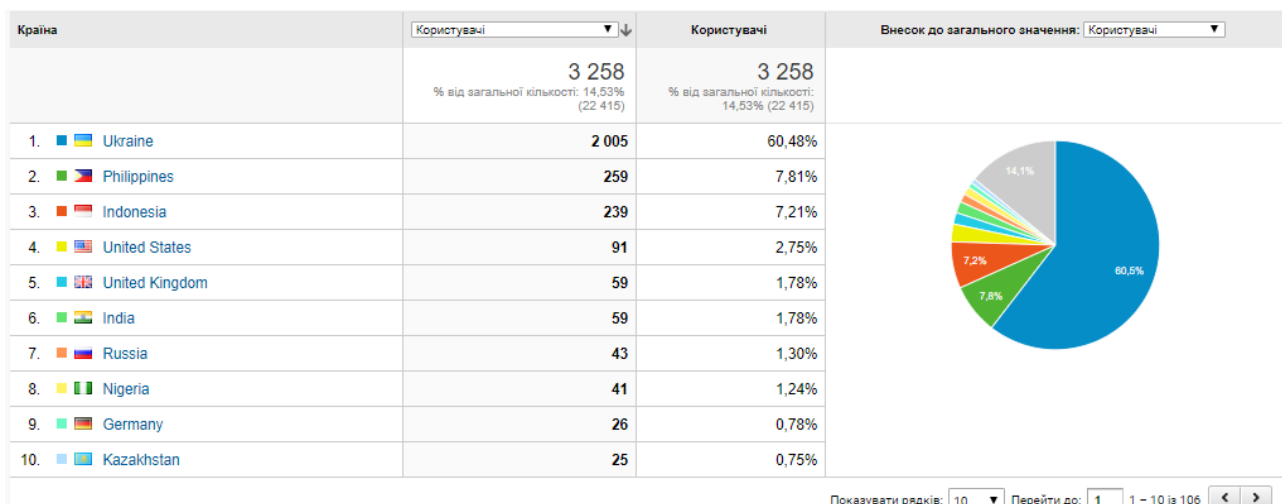 Країна Користувачі Користувачі Внесок до загального значення: Користувачі
3 258 3 258
% від загальної кількості: 14,53% % від загальної кількості:
(22 415) 14,53% (22 415)
1. Ukraine 2 005 60,48%
2. Philippines 259 7,81%
3. Indonesia 239 7,21%
4. United States 91 2,75%
5. United Kingdom 59 1,78%
6. India 59 1,78%
7. Russia 43 1,30%
8. Nigeria 41 1,24%
9. Germany 26 0,78%
10. Kazakhstan 25 0,75%
14,1%
7,2%
60,5%
7,8%
Показувати рядків: 10 Перейти до: 1 1 – 10 із 106